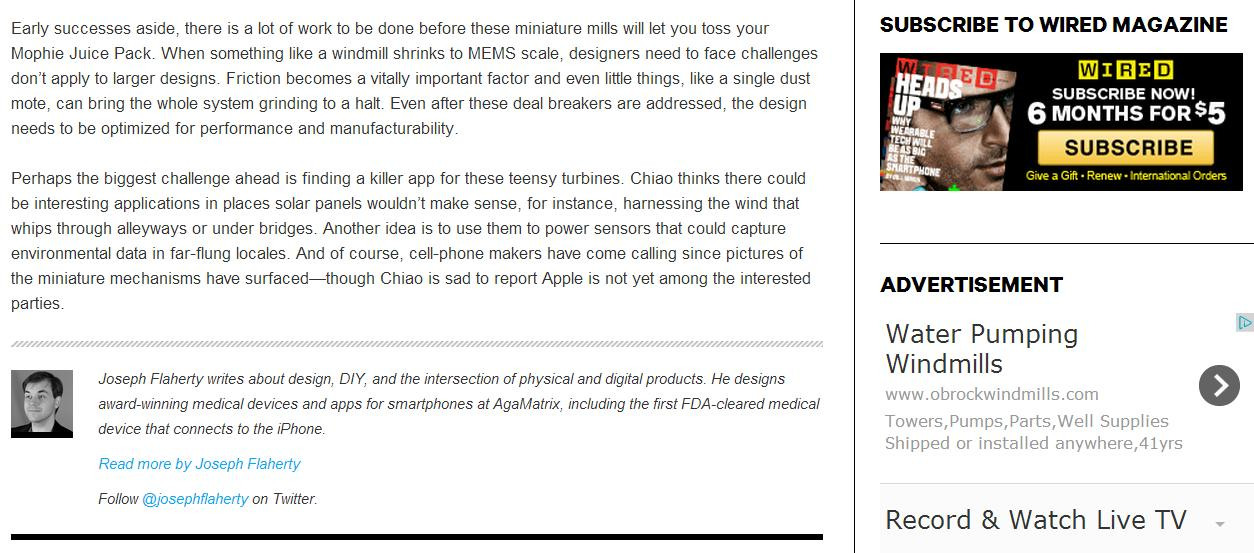 Early successes aside, there is a lot of work to be done before these miniature mills will let you toss your
Mophie Juice Pack. When something like a windmill shrinks to MEMS scale, designers need to face challenges
don’t apply to larger designs. Friction becomes a vitally important factor and even little things, like a single dust
mote, can bring the whole system grinding to a halt. Even after these deal breakers are addressed, the design
needs to be optimized for performance and manufacturability.
Perhaps the biggest challenge ahead is finding a killer app for these teensy turbines. Chiao thinks there could
be interesting applications in places solar panels wouldn’t make sense, for instance, harnessing the wind that
whips through alleyways or under bridges. Another idea is to use them to power sensors that could capture
environmental data in far-flung locales. And of course, cell-phone makers have come calling since pictures of
the miniature mechanisms have surfaced—though Chiao is sad to report Apple is not yet among the interested
parties.
Joseph Flaherty writes about design, DIY, and the intersection of physical and digital products. He designs
award-winning medical devices and apps for smartphones at AgaMatrix, including the first FDA-cleared medical
device that connects to the iPhone.
Read more by Joseph Flaherty
Follow @josephflaherty on Twitter.
SUBSCRIBE TO WIRED MAGAZINE
WIRED
HEADS
UP
WHY
WEARABLE
TECH WILL
BE AS BIG
AS THE
SMARTPHONE
WIRED
SUBSCRIBE NOW!
6 MONTHS FOR $5
SUBSCRIBE
Give a Gift • Renew • International Orders
ADVERTISEMENT
Water Pumping
Windmills
www.obrockwindmills.com
Towers,Pumps,Parts,Well Supplies
Shipped or installed anywhere,41yrs
Record & Watch Live TV